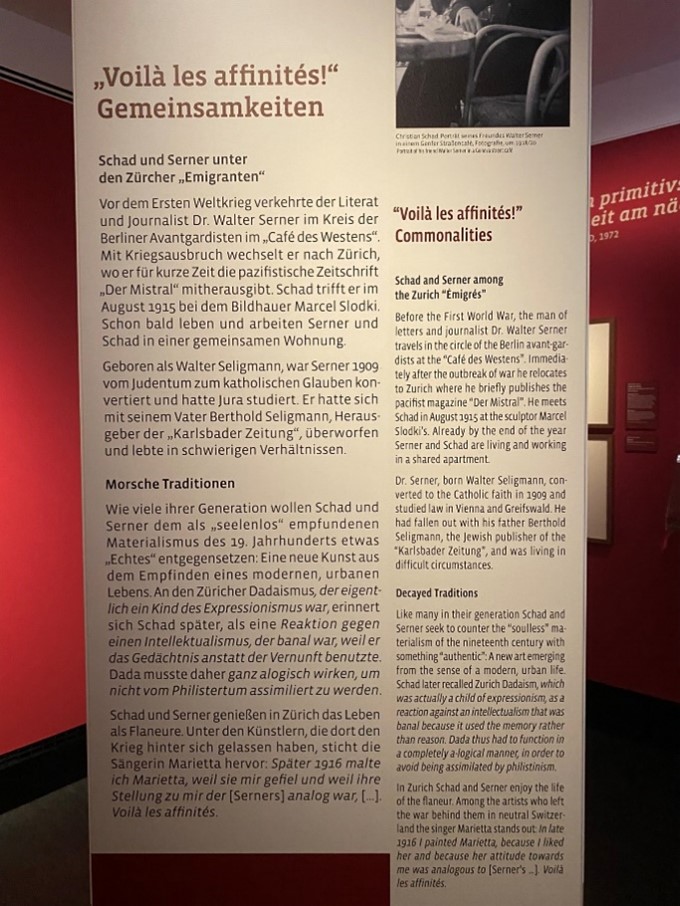 „Voilà les affinités!“
Gemeinsamkeiten
Schad und Serner unter
den Zürcher „Emigranten“
Vor dem Ersten Weltkrieg verkehrte der Literat
und Journalist Dr. Walter Serner im Kreis der
Berliner Avantgardisten im „Café des Westens“.
Mit Kriegsausbruch wechselt er nach Zürich,
wo er für kurze Zeit die pazifistische Zeitschrift
„Der Mistral“ mitherausgibt. Schad trifft er im
August 1915 bei dem Bildhauer Marcel Slodki.
Schon bald leben und arbeiten Serner und
Schad in einer gemeinsamen Wohnung.
Geboren als Walter Seligmann, war Serner 1909
vom Judentum zum katholischen Glauben kon-
vertiert und hatte Jura studiert. Er hatte sich
mit seinem Vater Berthold Seligmann, Heraus-
geber der „Karlsbader Zeitung“, überworfen
und lebte in schwierigen Verhältnissen.
Morsche Traditionen
Wie viele ihrer Generation wollen Schad und
Serner dem als „seelenlos“ empfundenen
Materialismus des 19. Jahrhunderts etwas
„Echtes“ entgegensetzen: Eine neue Kunst aus
dem Empfinden eines modernen, urbanen
Lebens. An den Züricher Dadaismus, der eigent-
lich ein Kind des Expressionismus war, erinnert
sich Schad später, als eine Reaktion gegen
einen Intellektualismus, der banal war, weil er
das Gedächtnis anstatt der Vernunft benutzte.
Dada musste daher ganz alogisch wirken, um
nicht vom Philistertum assimiliert zu werden.
Schad und Serner genießen in Zürich das Leben
als Flaneure. Unter den Künstlern, die dort den
Krieg hinter sich gelassen haben, sticht die
Sängerin Marietta hervor: Später 1916 malte
ich Marietta, weil sie mir gefiel und weil ihre
Stellung zu mir der [Serners] analog war, [...].
Voilà les affinités.
Christian Schad: Porträt seines Freundes Walter Serner
in einem Genfer Straßencafé, Fotografie, um
“Voilà les affinités!”
Commonalities
Schad and Serner among
the Zurich “Émigrés”
Before the First World War, the man of
letters and journalist Dr. Walter Serner
travels in the circle of the Berlin avant-gar-
dists at the “Café des Westens”. Immedia-
tely after the outbreak of war he relocates
to Zurich where he briefly publishes the
pacifist magazine “Der Mistral”. He meets
Schad in August 1915 at the sculptor Marcel
Slodki's. Already by the end of the year
Serner and Schad are living and working
in a shared apartment.
Dr. Serner, born Walter Seligmann, con-
verted to the Catholic faith in 1909 and
studied law in Vienna and Greifswald. He
had fallen out with his father Berthold
Seligmann, the Jewish publisher of the
“Karlsbader Zeitung”, and was living in
difficult circumstances.
Decayed Traditions
Like many in their generation Schad and
Serner seek to counter the “soulless” ma-
terialism of the nineteenth century with
something “authentic”: A new art emerging
from the sense of a modern, urban life.
Schad later recalled Zurich Dadaism, which
was actually a child of expressionism, as a
reaction against an intellectualism that was
banal because it used the memory rather
than reason. Dada thus had to function in
a completely a-logical manner, in order to
avoid being assimilated by philistinism.
In Zurich Schad and Serner enjoy the life
of the flaneur. Among the artists who left
the war behind them in neutral Switzer-
land the singer Marietta stands out: In late
1916 I painted Marietta, because I liked
her and because her attitude towards
me was analogous to [Serner's ...]. Voilà
les affinités.
primitivs
eit am nä
1972